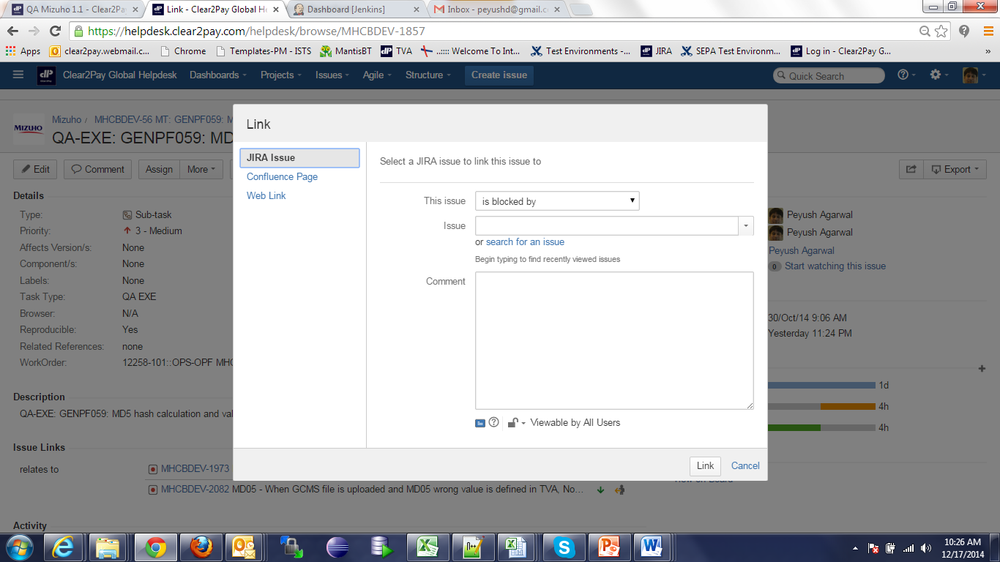 QA Mizuho 1.1 - Clear2Pay
Link - Clear2Pay Global He
Dashboard [Jenkins]
Inbox - peyushd@gmail.c
https://helpdesk.clear2pay.com/helpdesk/browse/MHCBDEV-1857
Apps clear2pay.webmail.c... Chrome Templates-PM - ISTS MantisBT TVA ..:::: Welcome To Int... Test Environments -... JIRA SEPA Test Environm... Log in - Clear2Pay G... »
Clear2Pay Global Helpdesk Dashboards Projects Issues Agile Structure Create issue Quick Search
MIZUHO
Mizuho / MHCBDEV-56 MT: GENPF059: M
QA-EXE: GENPF059: MD
Edit Comment Assign More Export
Details
Type: Sub-task
Priority: 3 - Medium
Affects Version/s: None
Component/s: None
Labels: None
Task Type: QA EXE
Browser: N/A
Reproducible: Yes
Related References: none
WorkOrder: 12258-101::OPS-OPF MHC
Description
QA-EXE: GENPF059: MD5 hash calculation and val
Issue Links
relates to MHCBDEV-1973
MHCBDEV-2082 MD05 - When GCMS file is uploaded and MD05 wrong value is defined in TVA, No...
Activity
Link
JIRA Issue
Confluence Page
Web Link
Select a JIRA issue to link this issue to
This issue is blocked by
Issue
or search for an issue
Begin typing to find recently viewed issues
Comment
Viewable by All Users
Link Cancel
Peyush Agarwal
Peyush Agarwal
Peyush Agarwal
0 Start watching this issue
30/Oct/14 9:06 AM
Yesterday 11:24 PM
1d
4h
4h
View on Board
10:26 AM
12/17/2014